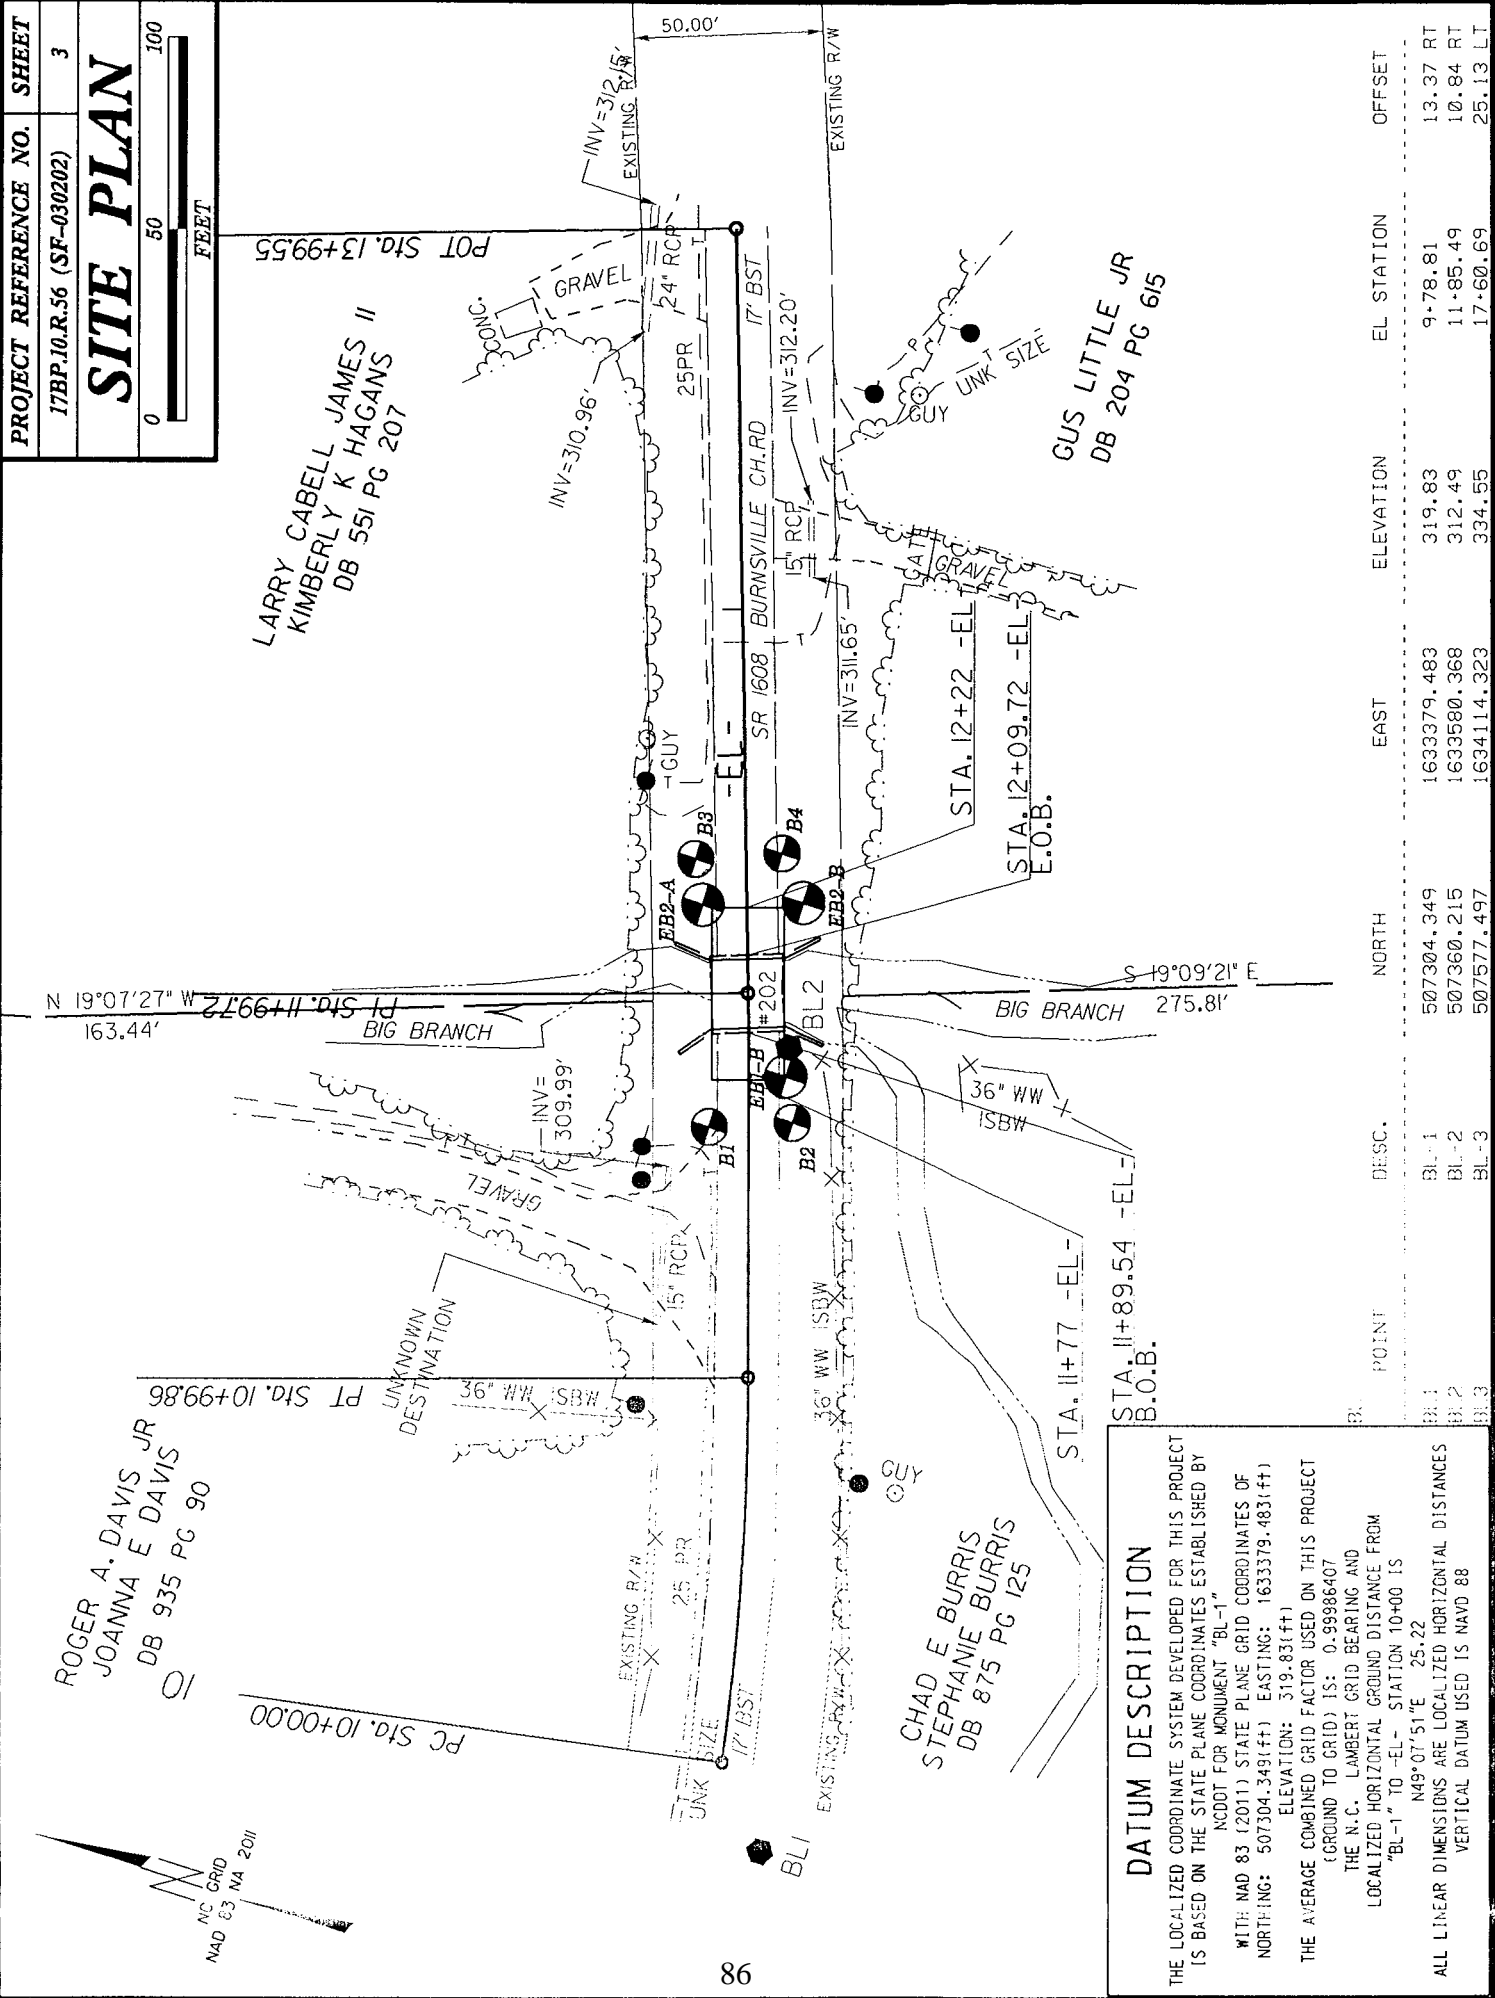 PROJECT REFERENCE NO. SHEET
17BP.10.R.56 (SF-030202) 3
SITE PLAN
0 50 100
FEET
50.00'
EXISTING R/W
EXISTING R/W
INV=312.15'
POT Sta. 13+99.55
24" RCP
GRAVEL
CONC.
INV=310.96'
25PR
17' BST
INV=312.20'
15" RCP
SR 1608 BURNSVILLE CH.RD
INV=311.65'
LARRY CABELL JAMES II
KIMBERLY K HAGANS
DB 551 PG 207
GUS LITTLE JR
DB 204 PG 615
P
T
UNK SIZE
GUY
GRAVEL
T
T
GUY
-EL-
STA. 12+22 -EL-
STA. 12+09.72 -EL-
E.O.B.
B3
B4
EB2-A
EB2-B
N 19°07'27" W
163.44'
PI Sta. 11+99.72
BIG BRANCH
#202
BL2
S 19°09'21" E
275.81'
BIG BRANCH
EB1-B
B1
B2
INV=
309.99'
GRAVEL
15" RCP
36" WW
1SBW
STA. 11+77 -EL-
STA. 11+89.54 -EL-
B.O.B.
UNKNOWN
DESTINATION
PT Sta. 10+99.86
36" WW 1SBW
36" WW 1SBW
GUY
ROGER A. DAVIS JR
JOANNA E DAVIS
DB 935 PG 90
10
PC Sta. 10+00.00
EXISTING R/W
25 PR
T
UNK SIZE
17' BST
EXISTING R/W
CHAD E BURRIS
STEPHANIE BURRIS
DB 875 PG 125
BL1
NC GRID
NAD 83 NA 2011
BL
POINT DESC. NORTH EAST ELEVATION EL STATION OFFSET
BL1 BL-1 507304.349 1633379.483 319.83 9+78.81 13.37 RT
BL2 BL-2 507360.215 1633580.368 312.49 11+85.49 10.84 RT
BL3 BL-3 507577.497 1634114.323 334.55 17+60.69 25.13 LT
DATUM DESCRIPTION
THE LOCALIZED COORDINATE SYSTEM DEVELOPED FOR THIS PROJECT
IS BASED ON THE STATE PLANE COORDINATES ESTABLISHED BY
NCDOT FOR MONUMENT "BL-1"
WITH NAD 83 (2011) STATE PLANE GRID COORDINATES OF
NORTHING: 507304.349(ft) EASTING: 1633379.483(ft)
ELEVATION: 319.83(ft)
THE AVERAGE COMBINED GRID FACTOR USED ON THIS PROJECT
(GROUND TO GRID) IS: 0.99986407
THE N.C. LAMBERT GRID BEARING AND
LOCALIZED HORIZONTAL GROUND DISTANCE FROM
"BL-1" TO -EL- STATION 10+00 IS
N49°07'51"E 25.22
ALL LINEAR DIMENSIONS ARE LOCALIZED HORIZONTAL DISTANCES
VERTICAL DATUM USED IS NAVD 88
86